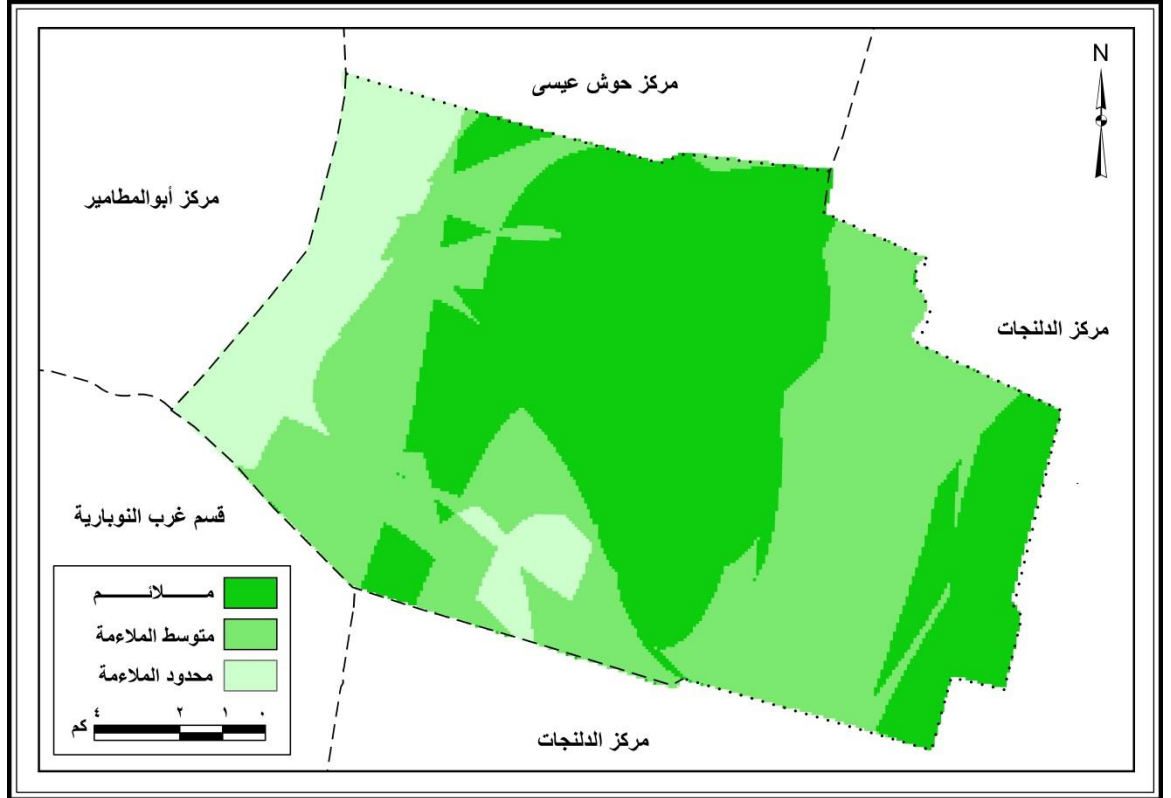 N
مركز حوش عيسى
مركز أبوالمطامير
مركز الدلنجات
قسم غرب النوبارية
مـــــلائـــــم
متوسط الملاءمة
محدود الملاءمة
٠ ١ ٢ ٤ كم
مركز الدلنجات